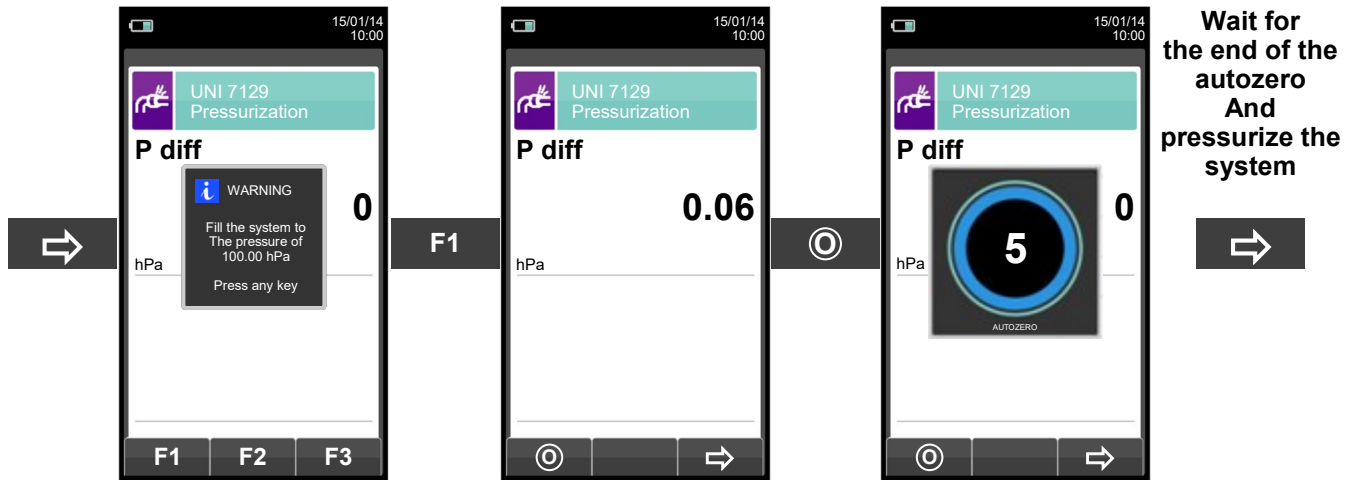 15/01/14
10:00
UNI 7129
Pressurization
P diff
i WARNING
0
Fill the system to
The pressure of
100.00 hPa
hPa
Press any key
F1 F2 F3
F1
15/01/14
10:00
UNI 7129
Pressurization
P diff
0.06
hPa
O
O
15/01/14
10:00
UNI 7129
Pressurization
P diff
0
5
hPa
AUTOZERO
O
Wait for
the end of the
autozero
And
pressurize the
system